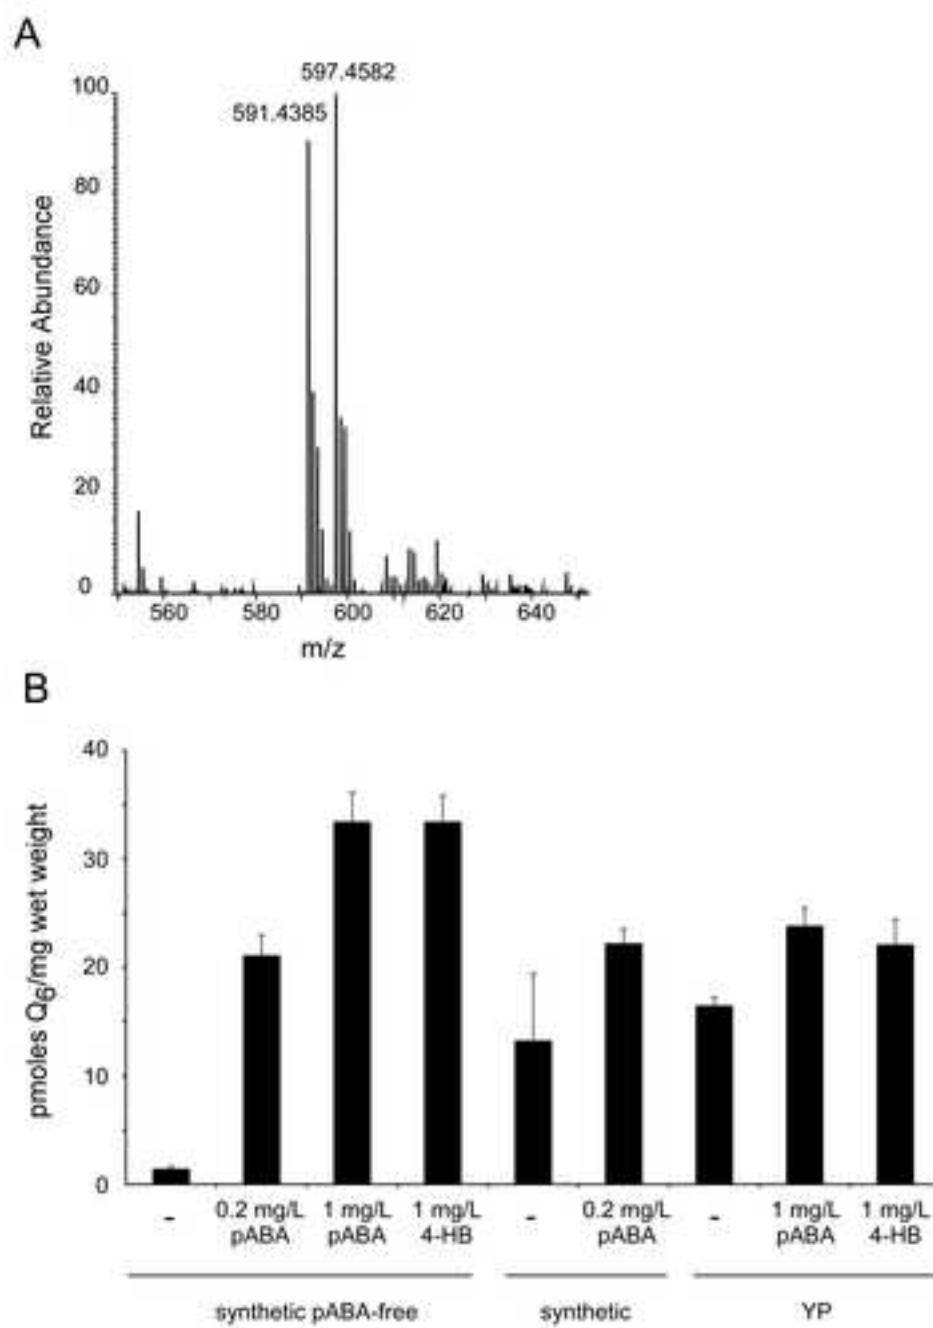 A
597.4582
591.4385
100
80
60
40
20
0
Relative Abundance
560 580 600 620 640
m/z
B
40
30
20
10
0
pmoles Q6/mg wet weight
- 0.2 mg/L 1 mg/L 1 mg/L - 0.2 mg/L - 1 mg/L 1 mg/L
pABA pABA 4-HB pABA pABA 4-HB
synthetic pABA-free synthetic YP